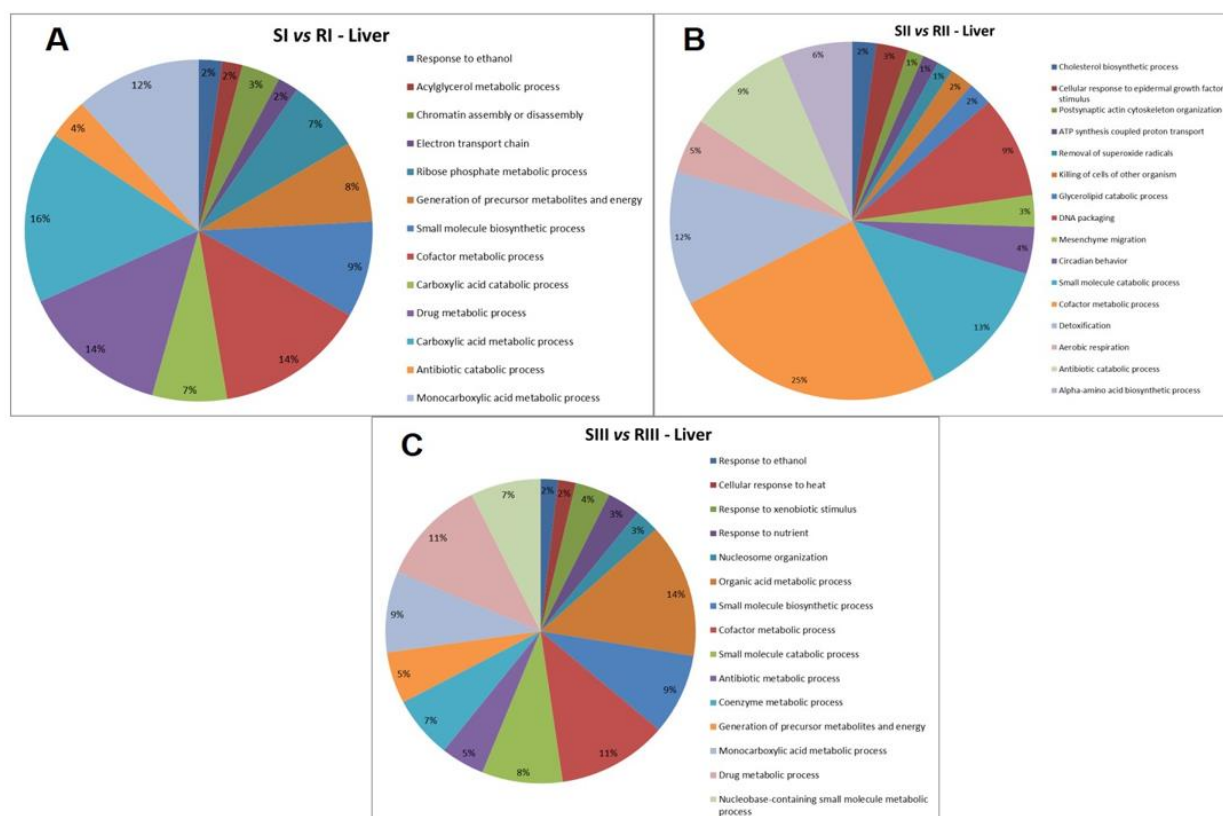 A
SI vs RI - Liver
2%
2%
3%
2%
7%
8%
9%
14%
7%
14%
16%
4%
12%
Response to ethanol
Acylglycerol metabolic process
Chromatin assembly or disassembly
Electron transport chain
Ribose phosphate metabolic process
Generation of precursor metabolites and energy
Small molecule biosynthetic process
Cofactor metabolic process
Carboxylic acid catabolic process
Drug metabolic process
Carboxylic acid metabolic process
Antibiotic catabolic process
Monocarboxylic acid metabolic process
B
SII vs RII - Liver
2%
3%
1%
1%
1%
2%
2%
9%
3%
4%
13%
25%
12%
5%
9%
6%
Cholesterol biosynthetic process
Cellular response to epidermal growth factor
stimulus
Postsynaptic actin cytoskeleton organization
ATP synthesis coupled proton transport
Removal of superoxide radicals
Killing of cells of other organism
Glycerolipid catabolic process
DNA packaging
Mesenchyme migration
Circadian behavior
Small molecule catabolic process
Cofactor metabolic process
Detoxification
Aerobic respiration
Antibiotic catabolic process
Alpha-amino acid biosynthetic process
C
SIII vs RIII - Liver
2%
2%
4%
3%
3%
14%
9%
11%
8%
5%
7%
5%
9%
11%
7%
Response to ethanol
Cellular response to heat
Response to xenobiotic stimulus
Response to nutrient
Nucleosome organization
Organic acid metabolic process
Small molecule biosynthetic process
Cofactor metabolic process
Small molecule catabolic process
Antibiotic metabolic process
Coenzyme metabolic process
Generation of precursor metabolites and energy
Monocarboxylic acid metabolic process
Drug metabolic process
Nucleobase-containing small molecule metabolic
process